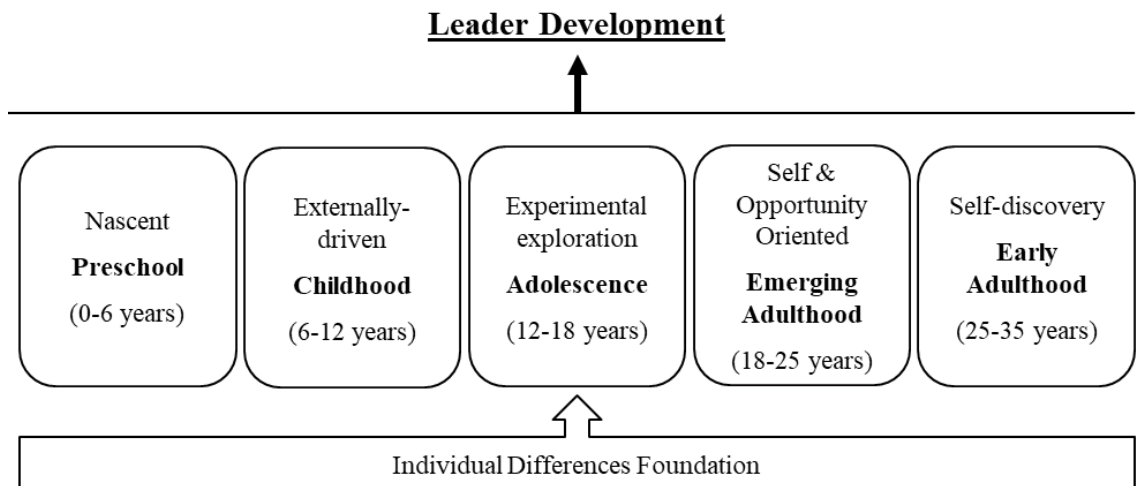 Leader Development
Nascent
Preschool
(0-6 years)
Externally-
driven
Childhood
(6-12 years)
Experimental
exploration
Adolescence
(12-18 years)
Self &
Opportunity
Oriented
Emerging
Adulthood
(18-25 years)
Self-discovery
Early
Adulthood
(25-35 years)
Individual Differences Foundation